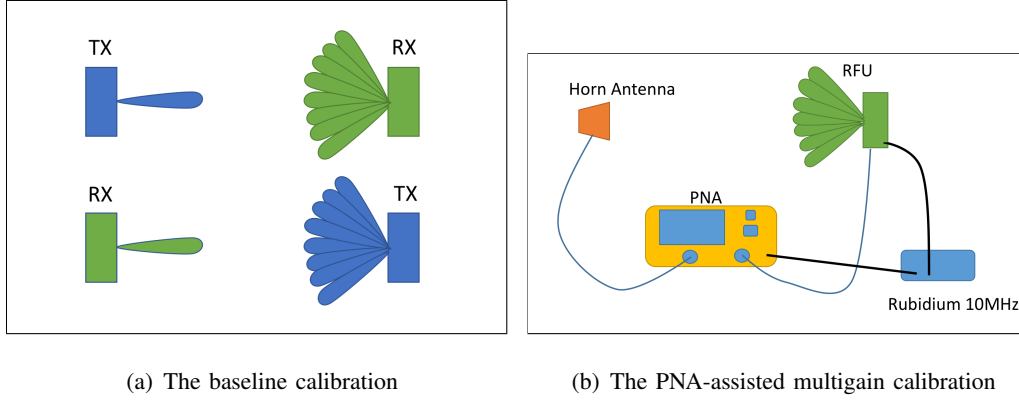 TX
RX
RX
TX
(a) The baseline calibration
Horn Antenna
RFU
PNA
Rubidium 10MHz
(b) The PNA-assisted multigain calibration